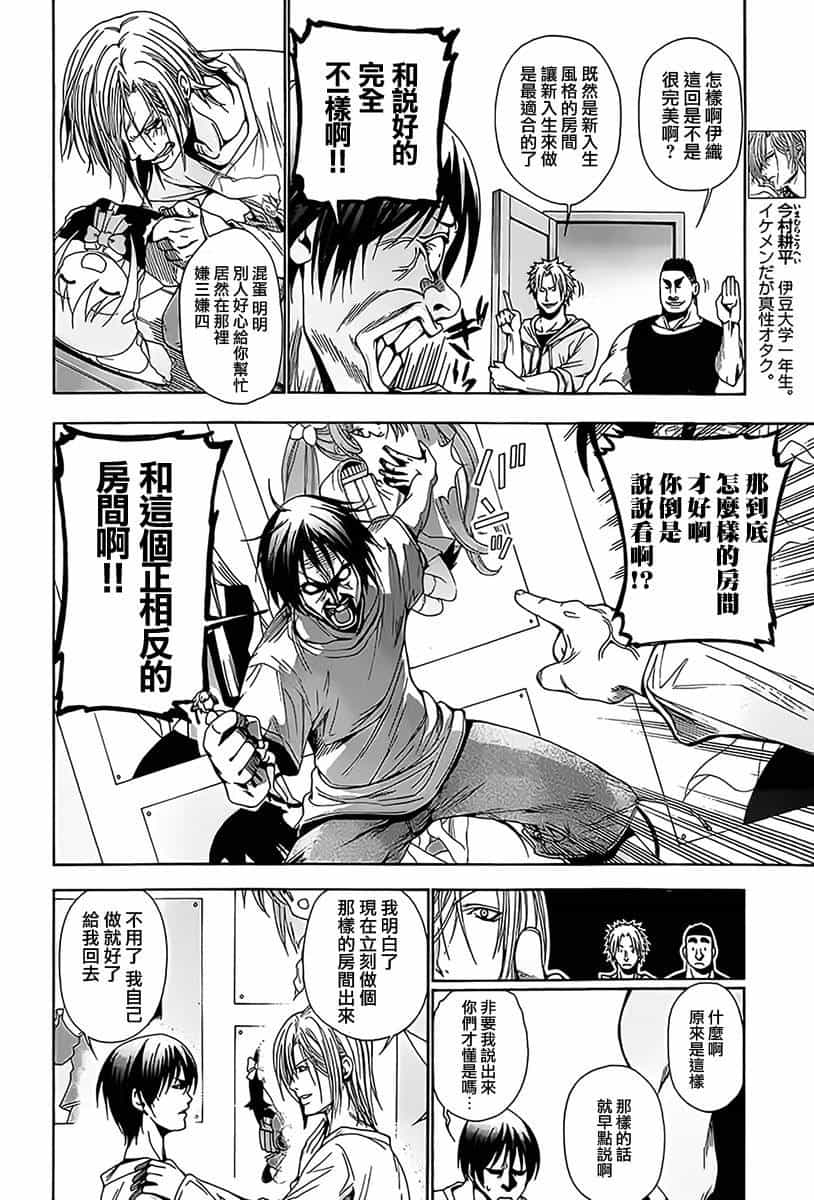 怎樣啊伊織
這回是不是
很完美啊?
既然是新入生
風格的房間
讓新入生來做
是最適合的了
和說好的
完全
不一樣啊!!
混蛋 明明
別人好心給你幫忙
居然在那裡
嫌三嫌四
今村耕平 伊豆大学一年生。
いまむらこうへい
イケメンだが真性オタク。
那到底
怎麼樣的房間
才好啊
你倒是
說說看啊!?
和這個正相反的
房間啊!!
什麼啊
原來是這樣
那樣的話
就早點說啊
非要我說出來
你們才懂是嗎…
我明白了
現在立刻做個
那樣的房間出來
不用了 我自己
做就好了
給我回去